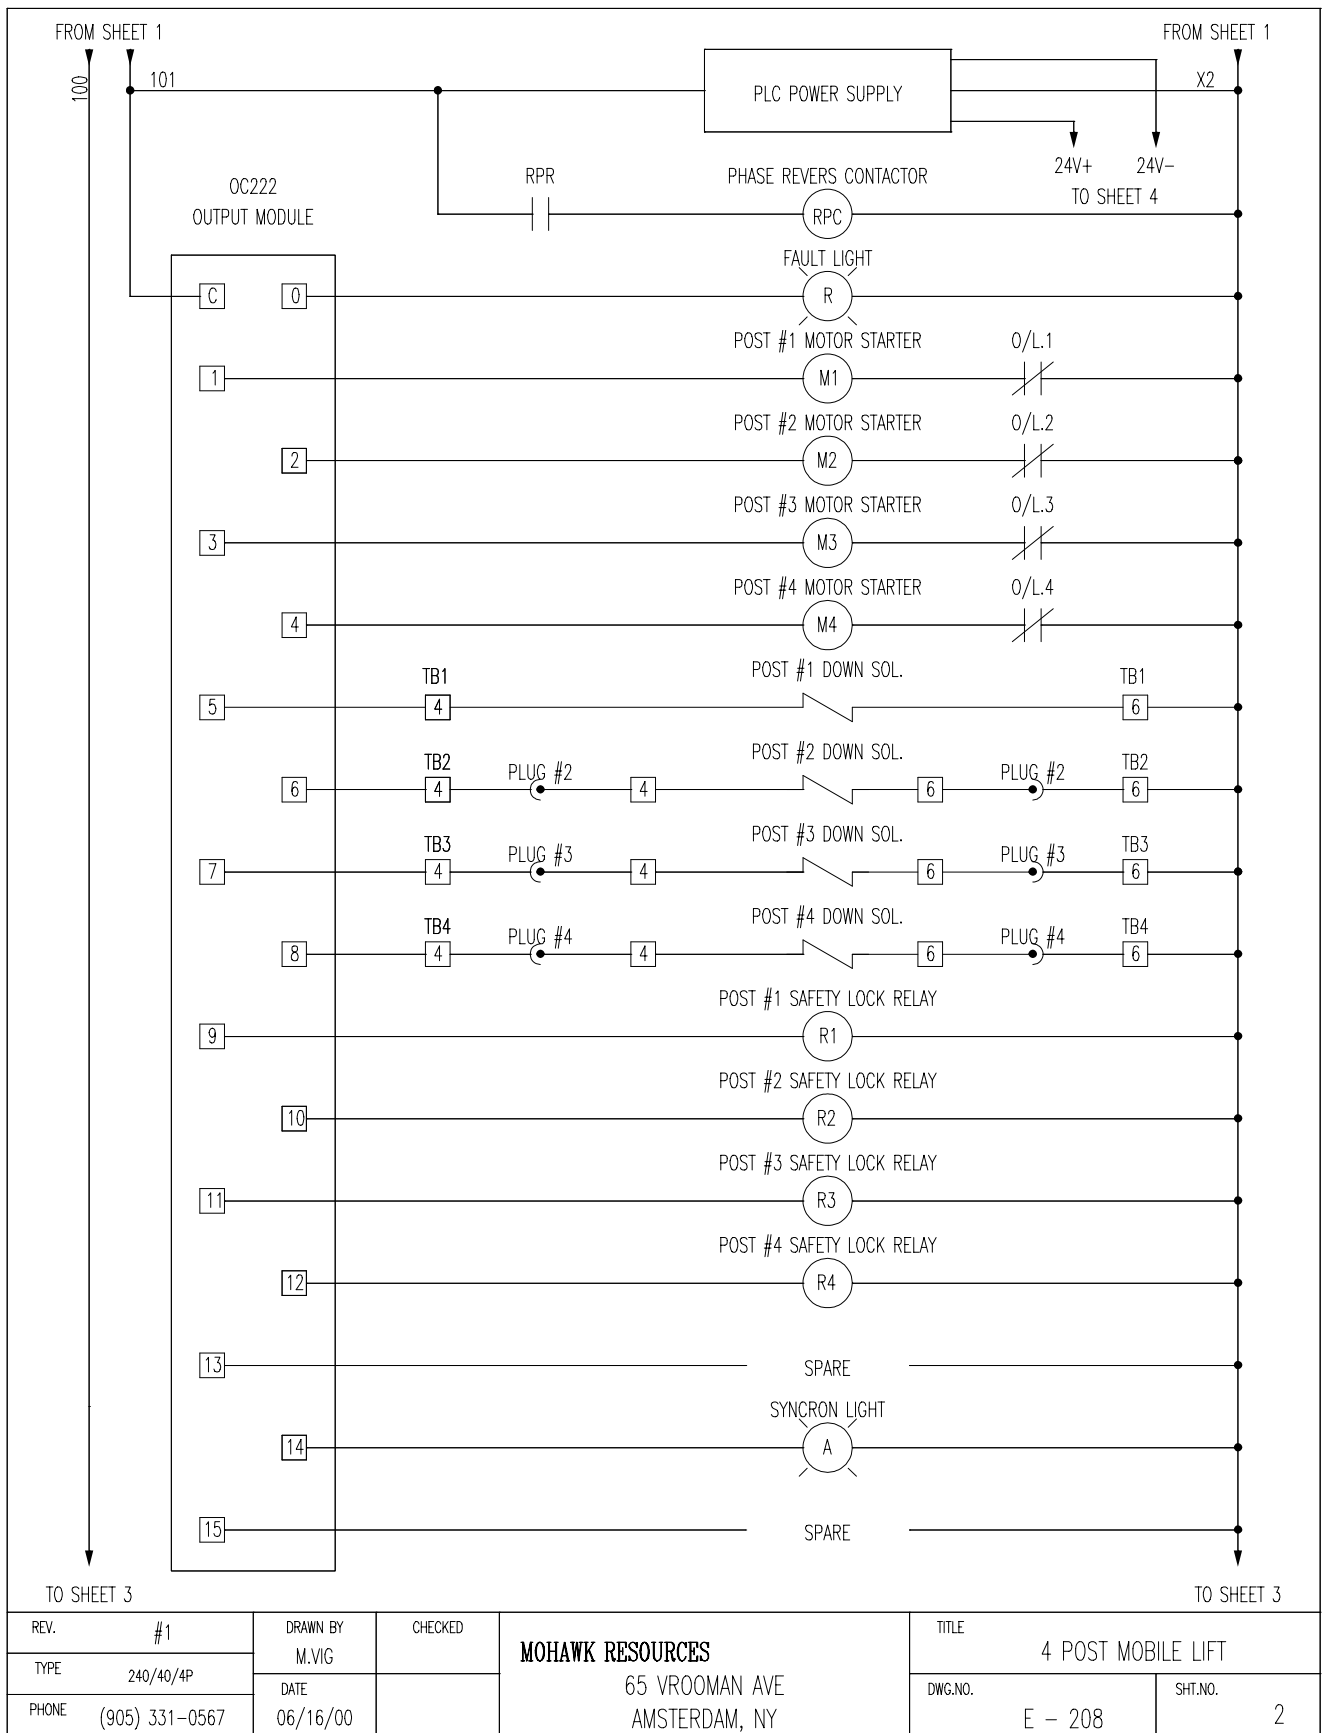 FROM SHEET 1
FROM SHEET 1
100
101
PLC POWER SUPPLY
X2
24V+
24V-
TO SHEET 4
OC222
OUTPUT MODULE
RPR
PHASE REVERS CONTACTOR
RPC
FAULT LIGHT
C
0
R
POST #1 MOTOR STARTER
O/L.1
1
M1
POST #2 MOTOR STARTER
O/L.2
2
M2
POST #3 MOTOR STARTER
O/L.3
3
M3
POST #4 MOTOR STARTER
O/L.4
4
M4
TB1
POST #1 DOWN SOL.
TB1
5
4
6
TB2
PLUG #2
POST #2 DOWN SOL.
PLUG #2
TB2
6
4
4
6
6
TB3
PLUG #3
POST #3 DOWN SOL.
PLUG #3
TB3
7
4
4
6
6
TB4
PLUG #4
POST #4 DOWN SOL.
PLUG #4
TB4
8
4
4
6
6
POST #1 SAFETY LOCK RELAY
9
R1
POST #2 SAFETY LOCK RELAY
10
R2
POST #3 SAFETY LOCK RELAY
11
R3
POST #4 SAFETY LOCK RELAY
12
R4
13
SPARE
SYNCRON LIGHT
14
A
15
SPARE
TO SHEET 3
TO SHEET 3
REV.
#1
TYPE
240/40/4P
PHONE
(905) 331-0567
DRAWN BY
M.VIG
DATE
06/16/00
CHECKED
MOHAWK RESOURCES
65 VROOMAN AVE
AMSTERDAM, NY
TITLE
4 POST MOBILE LIFT
DWG.NO.
E - 208
SHT.NO.
2